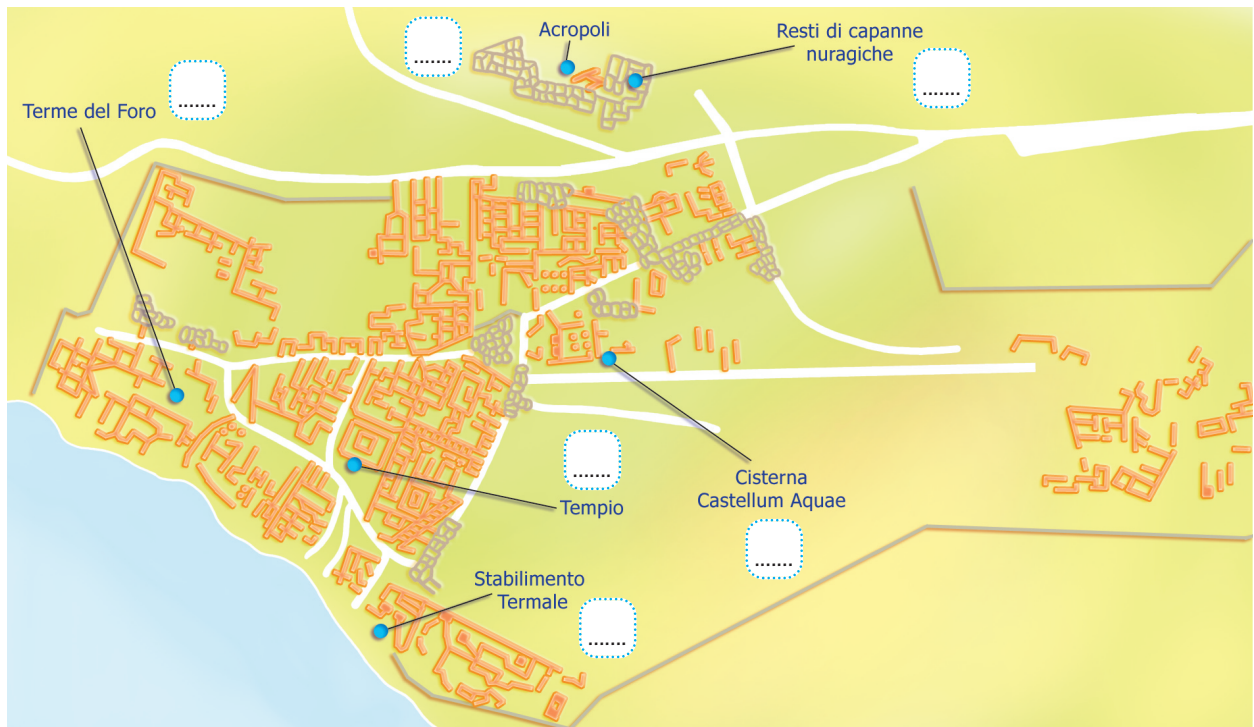 Acropoli
Resti di capanne
nuragiche
.......
.......
.......
Terme del Foro
.......
Tempio
Cisterna
Castellum Aquae
.......
Stabilimento
Termale
.......